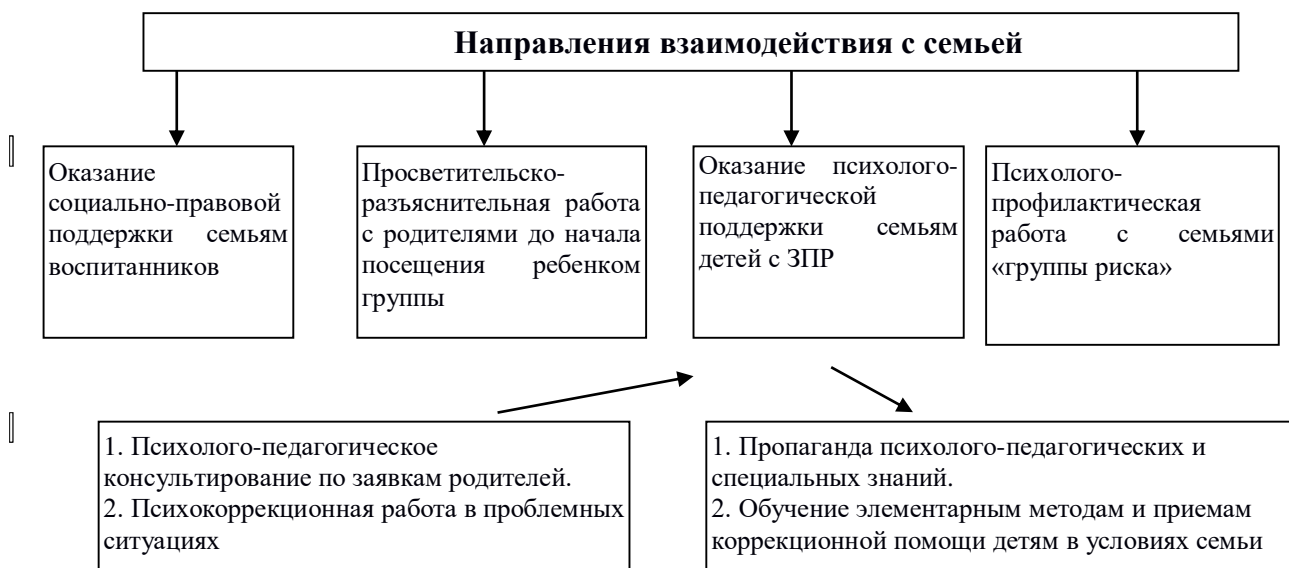 Направления взаимодействия с семьей
Оказание
социально-правовой
поддержки семьям
воспитанников
Просветительско-
разъяснительная работа
с родителями до начала
посещения ребенком
группы
Оказание психолого-
педагогической
поддержки семьям
детей с ЗПР
Психолого-
профилактическая
работа с семьями
«группы риска»
1. Психолого-педагогическое
консультирование по заявкам родителей.
2. Психокоррекционная работа в проблемных
ситуациях
1. Пропаганда психолого-педагогических и
специальных знаний.
2. Обучение элементарным методам и приемам
коррекционной помощи детям в условиях семьи